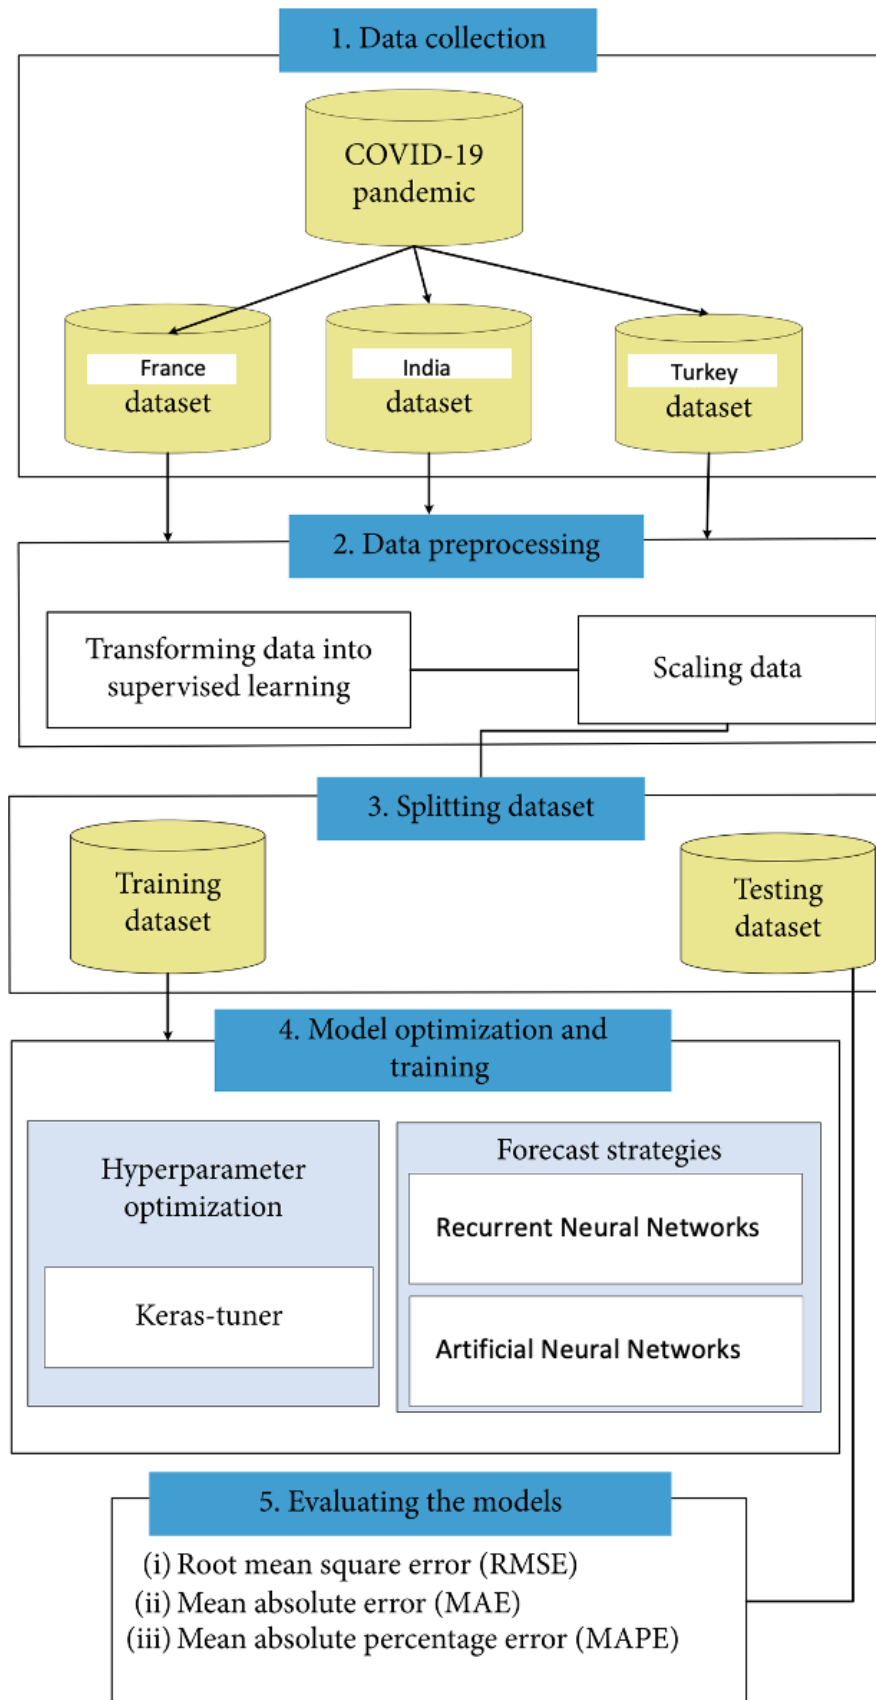 1. Data collection
COVID-19
pandemic
France
dataset
India
dataset
Turkey
dataset
2. Data preprocessing
Transforming data into
supervised learning
Scaling data
3. Splitting dataset
Training
dataset
Testing
dataset
4. Model optimization and
training
Hyperparameter
optimization
Keras-tuner
Forecast strategies
Recurrent Neural Networks
Artificial Neural Networks
5. Evaluating the models
(i) Root mean square error (RMSE)
(ii) Mean absolute error (MAE)
(iii) Mean absolute percentage error (MAPE)